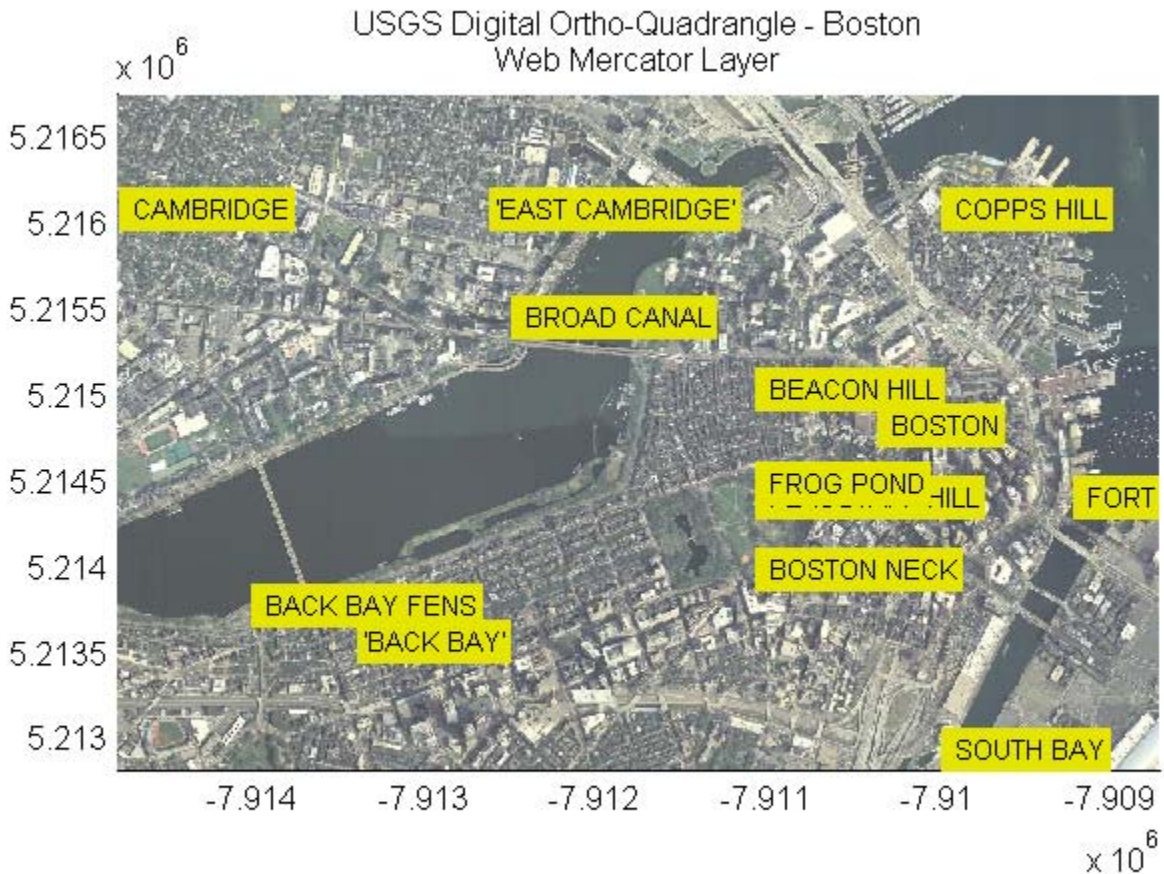 USGS Digital Ortho-Quadrangle - Boston
Web Mercator Layer
x 10^6
5.2165
5.216
5.2155
5.215
5.2145
5.214
5.2135
5.213
CAMBRIDGE
'EAST CAMBRIDGE'
COPPS HILL
BROAD CANAL
BEACON HILL
BOSTON
FROG POND
HILL
FORT
BOSTON NECK
BACK BAY FENS
'BACK BAY'
SOUTH BAY
-7.914
-7.913
-7.912
-7.911
-7.91
-7.909
x 10^6